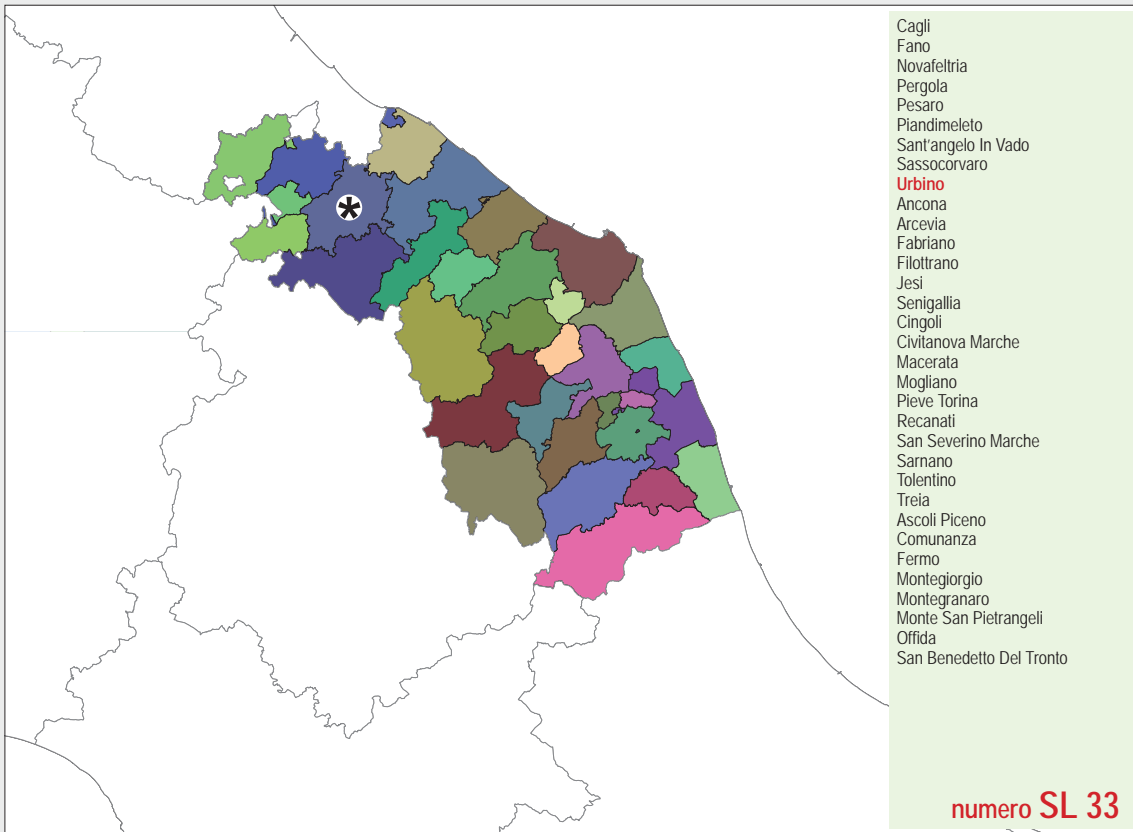 Cagli
Fano
Novafeltria
Pergola
Pesaro
Piandimeleto
Sant'angelo In Vado
Sassocorvaro
Urbino
Ancona
Arcevia
Fabriano
Filottrano
Jesi
Senigallia
Cingoli
Civitanova Marche
Macerata
Mogliano
Pieve Torina
Recanati
San Severino Marche
Sarnano
Tolentino
Treia
Ascoli Piceno
Comunanza
Fermo
Montegiorgio
Montegranaro
Monte San Pietrangeli
Offida
San Benedetto Del Tronto
numero SL 33